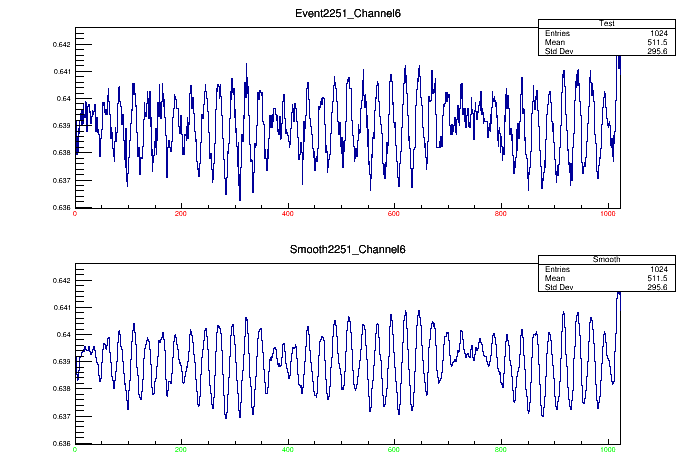 Event2251_Channel6
Test
Entries 1024
Mean 511.5
Std Dev 295.6
0.642
0.641
0.64
0.639
0.638
0.637
0.636
0 200 400 600 800 1000
Smooth2251_Channel6
Smooth
Entries 1024
Mean 511.5
Std Dev 295.6
0.642
0.641
0.64
0.639
0.638
0.637
0.636
0 200 400 600 800 1000